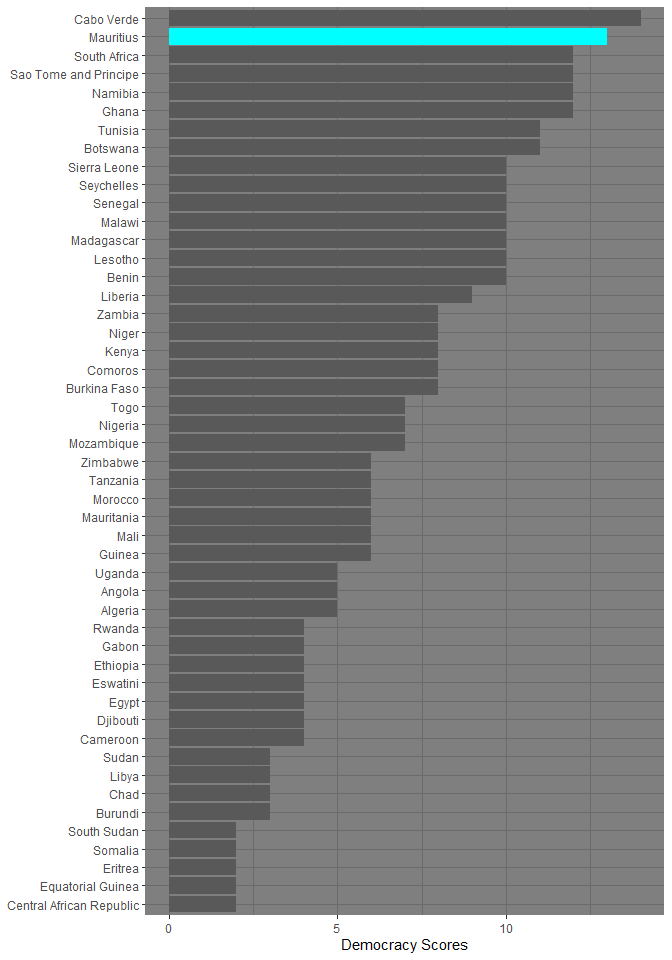 Cabo Verde
Mauritius
South Africa
Sao Tome and Principe
Namibia
Ghana
Tunisia
Botswana
Sierra Leone
Seychelles
Senegal
Malawi
Madagascar
Lesotho
Benin
Liberia
Zambia
Niger
Kenya
Comoros
Burkina Faso
Togo
Nigeria
Mozambique
Zimbabwe
Tanzania
Morocco
Mauritania
Mali
Guinea
Uganda
Angola
Algeria
Rwanda
Gabon
Ethiopia
Eswatini
Egypt
Djibouti
Cameroon
Sudan
Libya
Chad
Burundi
South Sudan
Somalia
Eritrea
Equatorial Guinea
Central African Republic
0 5 10
Democracy Scores